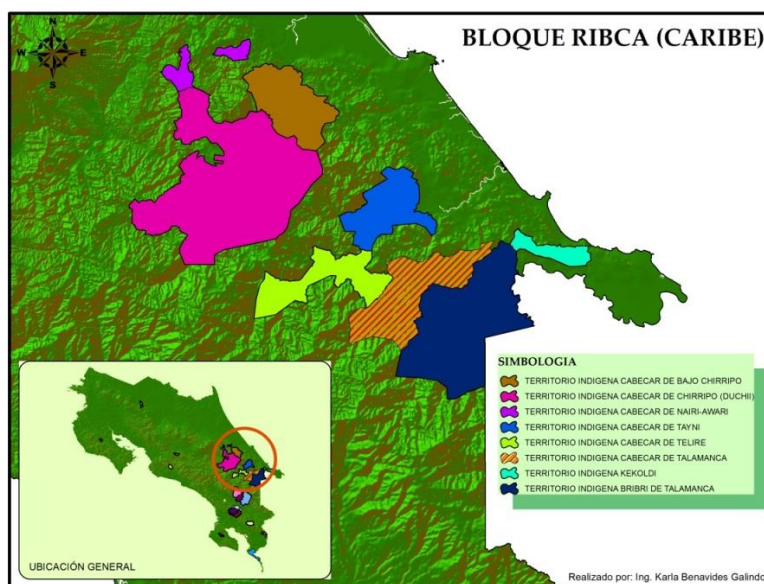 BLOQUE RIBCA (CARIBE)
N
W E
S
SIMBOLOGIA
TERRITORIO INDIGENA CABECAR DE BAJO CHIRRIPO
TERRITORIO INDIGENA CABECAR DE CHIRRIPO (DUCHII)
TERRITORIO INDIGENA CABECAR DE NAIRI-AWARI
TERRITORIO INDIGENA CABECAR DE TAYNI
TERRITORIO INDIGENA CABECAR DE TELIRE
TERRITORIO INDIGENA CABECAR DE TALAMANCA
TERRITORIO INDIGENA KEKOLDI
TERRITORIO INDIGENA BRIBRI DE TALAMANCA
UBICACIÓN GENERAL
Realizado por: Ing. Karla Benavides Galindo